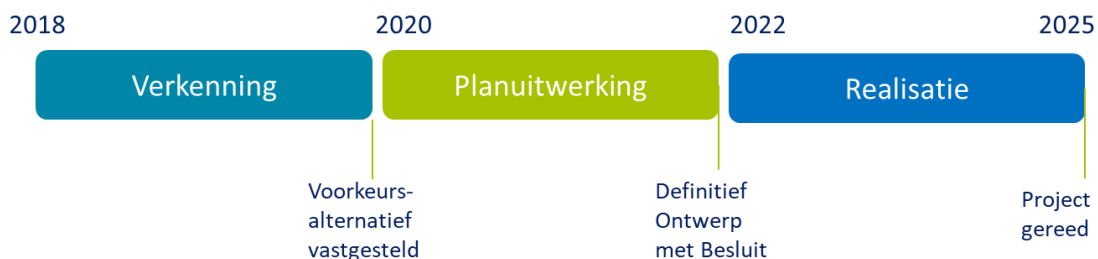 2018
2020
2022
2025
Verkenning
Planuitwerking
Realisatie
Voorkeurs-
alternatief
vastgesteld
Definitief
Ontwerp
met Besluit
Project
gereed